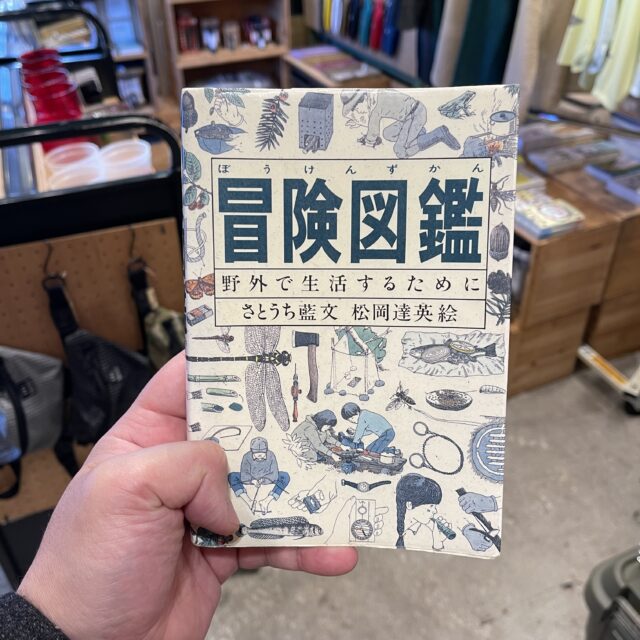 ぼうけんずかん
冒険図鑑
野外で生活するために
さとうち藍文 松岡達英絵